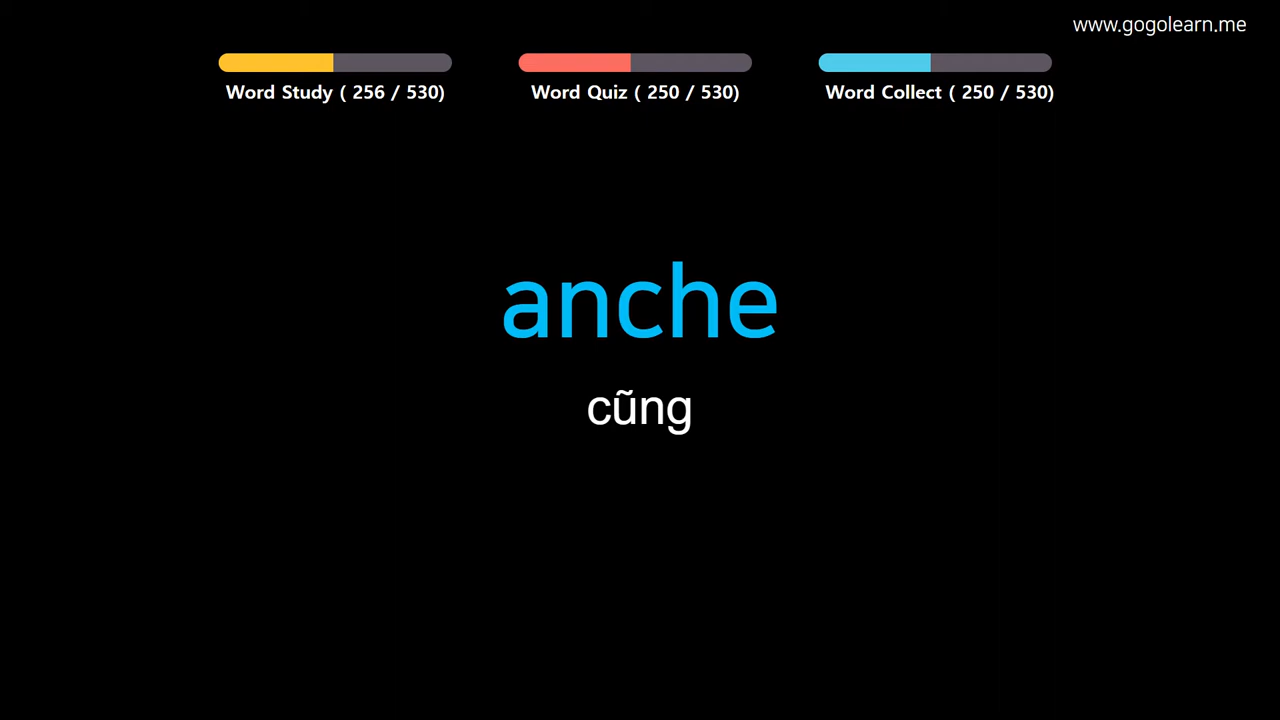 www.gogolearn.me
Word Study ( 256 / 530)
Word Quiz ( 250 / 530)
Word Collect ( 250 / 530)
anche
cũng